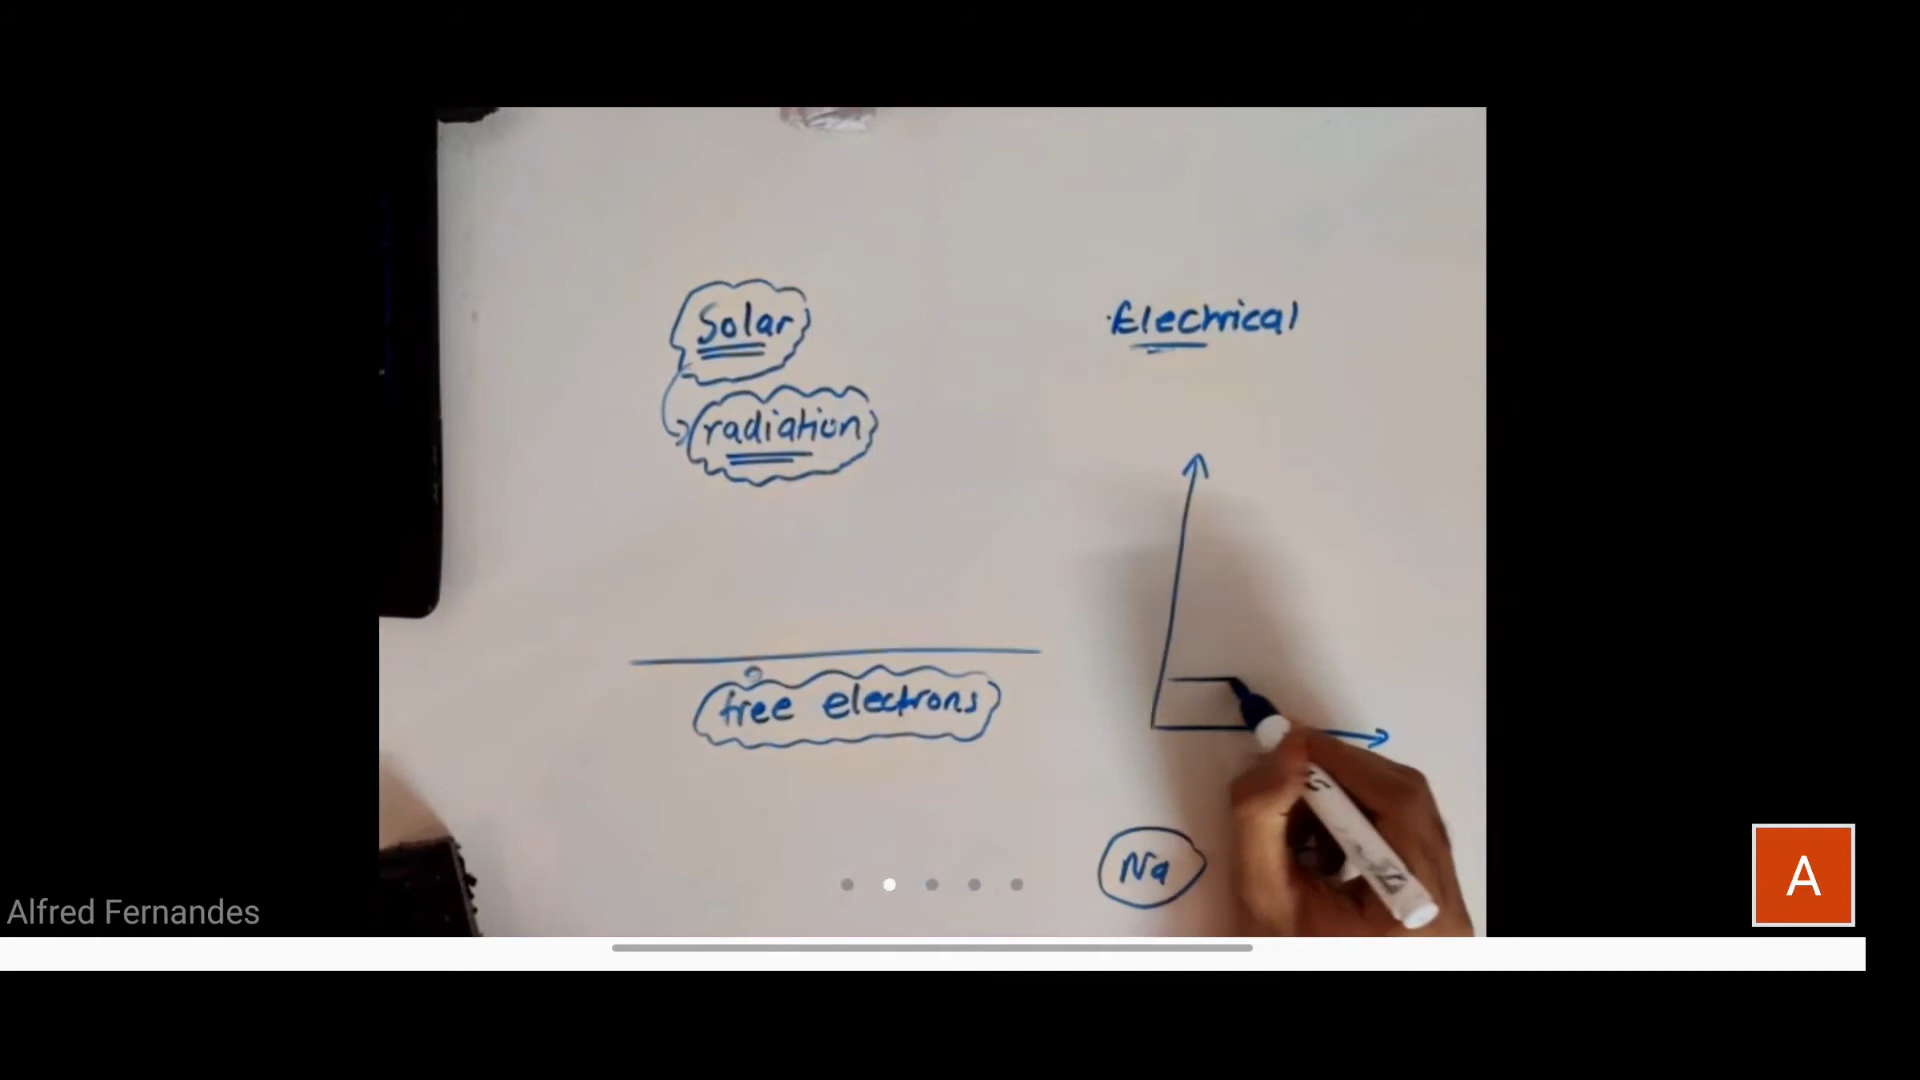 Solar
Electrical
radiation
free electrons
Na
Alfred Fernandes
A